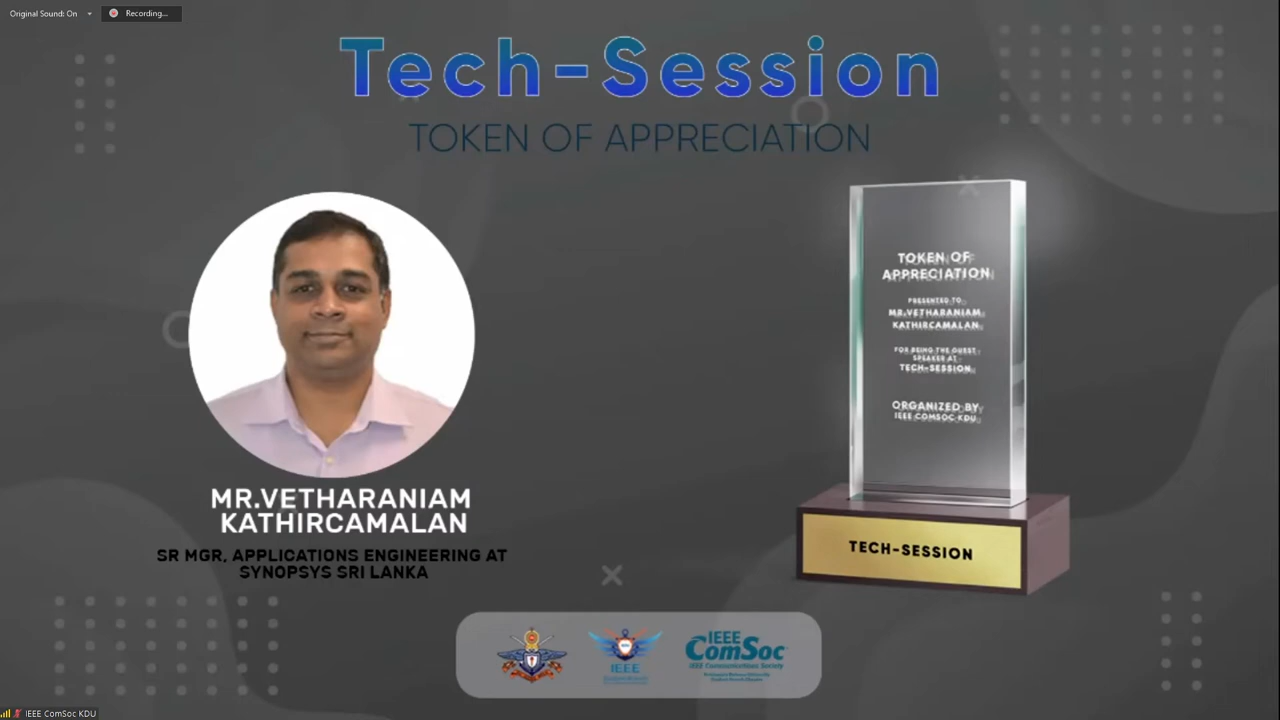 Original Sound: On
Recording...
Tech-Session
TOKEN OF APPRECIATION
MR.VETHARANIAM
KATHIRCAMALAN
SR MGR, APPLICATIONS ENGINEERING AT
SYNOPSYS SRI LANKA
TOKEN OF
APPRECIATION
PRESENTED TO
MR.VETHARANIAM
KATHIRCAMALAN
FOR BEING THE GUEST
SPEAKER AT
TECH-SESSION
ORGANIZED BY
IEEE COMSOC KDU
TECH-SESSION
IEEE
IEEE
ComSoc
IEEE Communications Society
IEEE ComSoc KDU